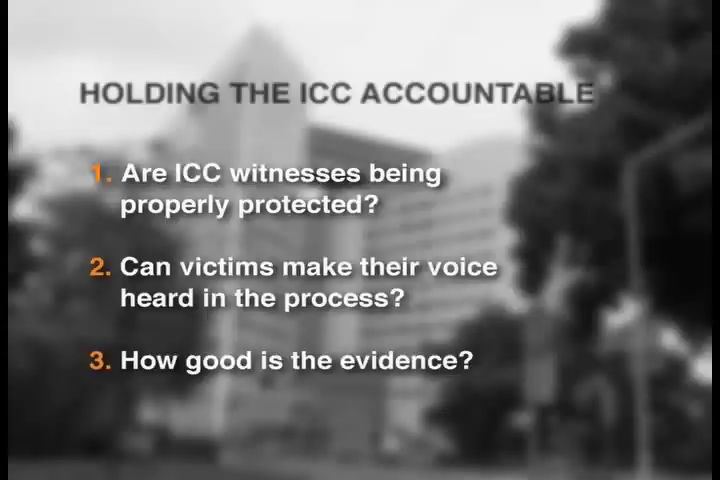 HOLDING THE ICC ACCOUNTABLE
1. Are ICC witnesses being
properly protected?
2. Can victims make their voice
heard in the process?
3. How good is the evidence?